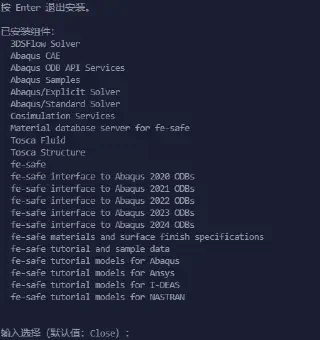 按 Enter 退出安装。
已安装组件:
3DSFlow Solver
Abaqus CAE
Abaqus ODB API Services
Abaqus Samples
Abaqus/Explicit Solver
Abaqus/Standard Solver
Cosimulation Services
Material database server for fe-safe
Tosca Fluid
Tosca Structure
fe-safe
fe-safe interface to Abaqus 2020 ODBs
fe-safe interface to Abaqus 2021 ODBs
fe-safe interface to Abaqus 2022 ODBs
fe-safe interface to Abaqus 2023 ODBs
fe-safe interface to Abaqus 2024 ODBs
fe-safe materials and surface finish specifications
fe-safe tutorial and sample data
fe-safe tutorial models for Abaqus
fe-safe tutorial models for Ansys
fe-safe tutorial models for I-DEAS
fe-safe tutorial models for NASTRAN
输入选择 (默认值: Close) :